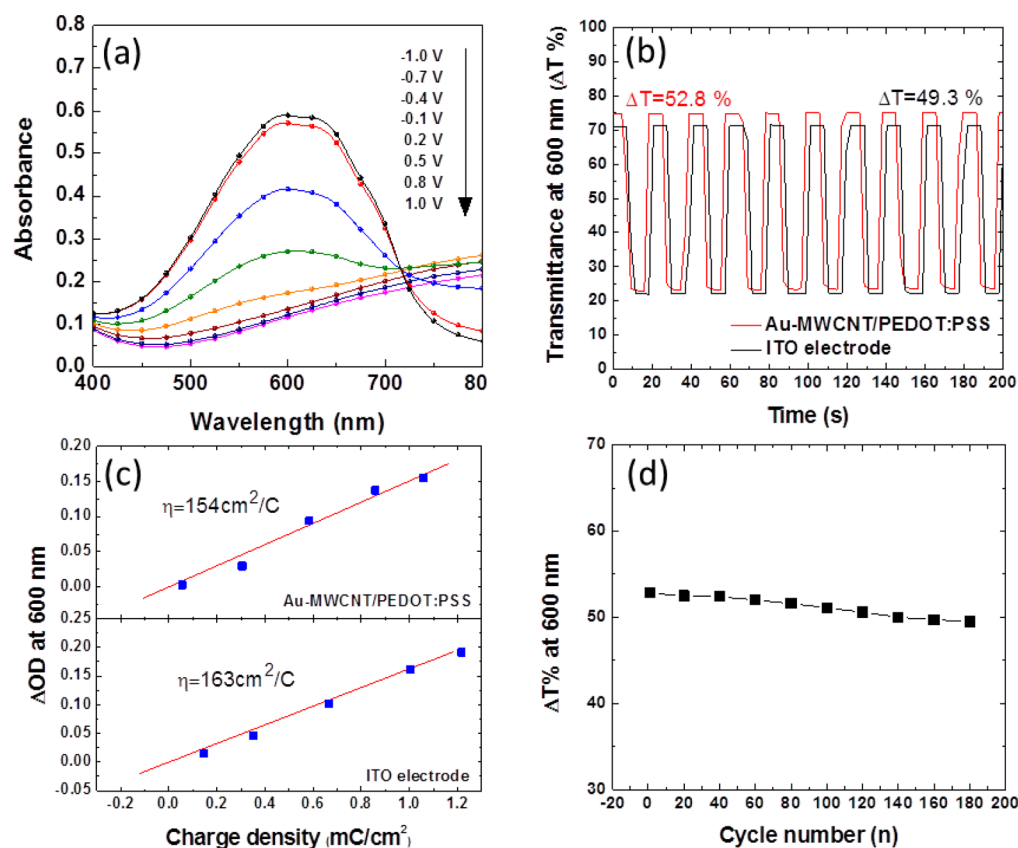 (a)
0.8
0.7
0.6
0.5
0.4
0.3
0.2
0.1
0.0
Absorbance
-1.0 V
-0.7 V
-0.4 V
-0.1 V
0.2 V
0.5 V
0.8 V
1.0 V
400 500 600 700 80
Wavelength (nm)
(b)
100
90
80
70
60
50
40
30
20
10
0
Transmittance at 600 nm (ΔT %)
ΔT=52.8 %
ΔT=49.3 %
Au-MWCNT/PEDOT:PSS
ITO electrode
0 20 40 60 80 100 120 140 160 180 200
Time (s)
(c)
0.20
0.15
0.10
0.05
0.00
0.25
0.20
0.15
0.10
0.05
0.00
-0.05
ΔOD at 600 nm
η=154cm²/C
Au-MWCNT/PEDOT:PSS
η=163cm²/C
ITO electrode
-0.2 0.0 0.2 0.4 0.6 0.8 1.0 1.2
Charge density (mC/cm²)
(d)
70
60
50
40
30
ΔT% at 600 nm
-20 0 20 40 60 80 100 120 140 160 180 200
Cycle number (n)